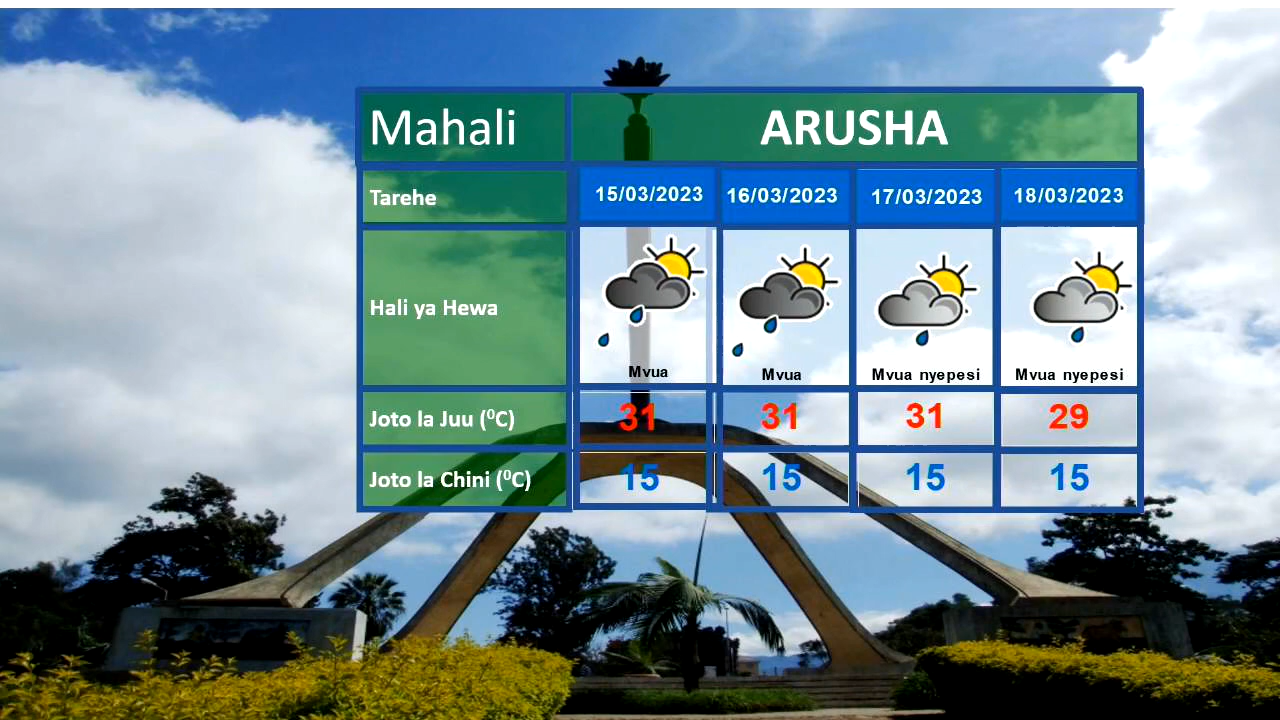 Mahali ARUSHA
Tarehe 15/03/2023 16/03/2023 17/03/2023 18/03/2023
Hali ya Hewa Mvua Mvua Mvua nyepesi Mvua nyepesi
Joto la Juu (⁰C) 31 31 31 29
Joto la Chini (⁰C) 15 15 15 15